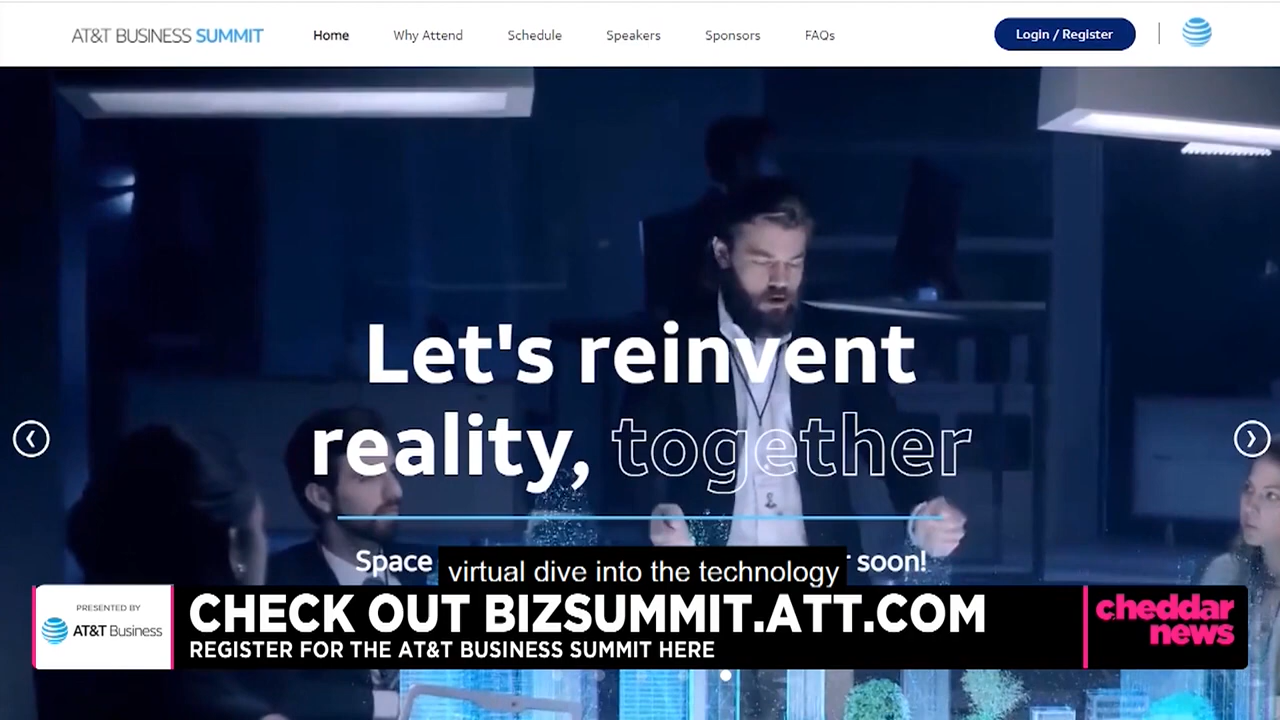 AT&T BUSINESS SUMMIT
Home
Why Attend
Schedule
Speakers
Sponsors
FAQs
Login / Register
Let's reinvent
reality, together
Space
soon!
virtual dive into the technology
PRESENTED BY
AT&T Business
CHECK OUT BIZSUMMIT.ATT.COM
REGISTER FOR THE AT&T BUSINESS SUMMIT HERE
cheddar
news